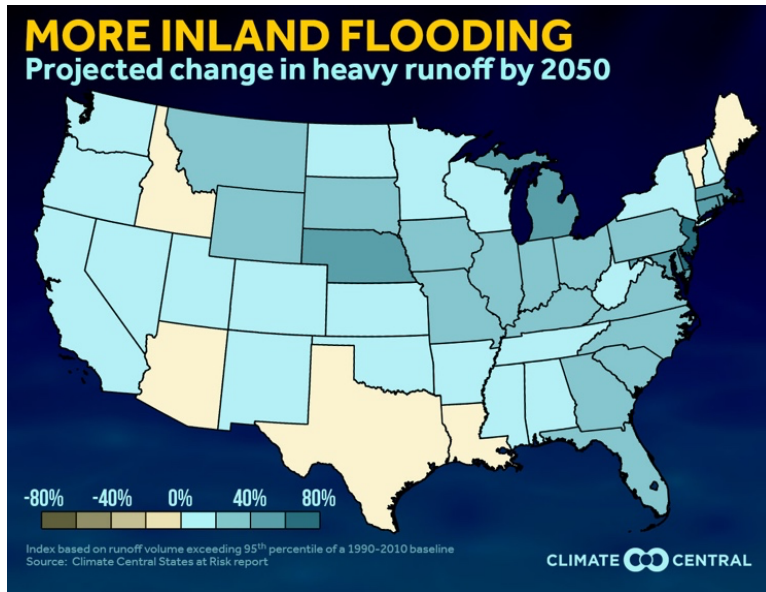 MORE INLAND FLOODING
Projected change in heavy runoff by 2050
-80% -40% 0% 40% 80%
Index based on runoff volume exceeding 95th percentile of a 1990-2010 baseline
Source: Climate Central States at Risk report
CLIMATE CENTRAL